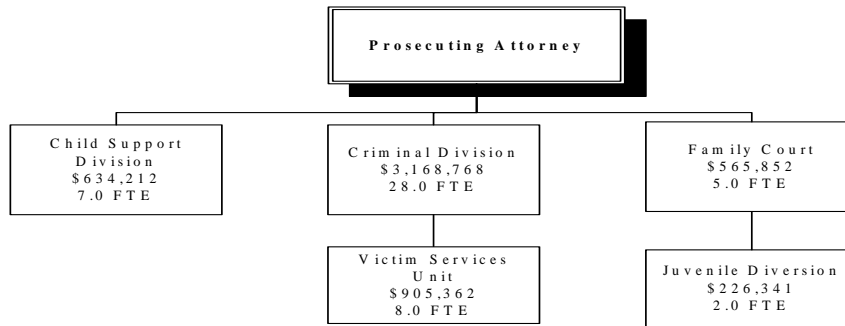 Prosecuting Attorney
Child Support
Division
$634,212
7.0 FTE
Criminal Division
$3,168,768
28.0 FTE
Family Court
$565,852
5.0 FTE
Victim Services
Unit
$905,362
8.0 FTE
Juvenile Diversion
$226,341
2.0 FTE